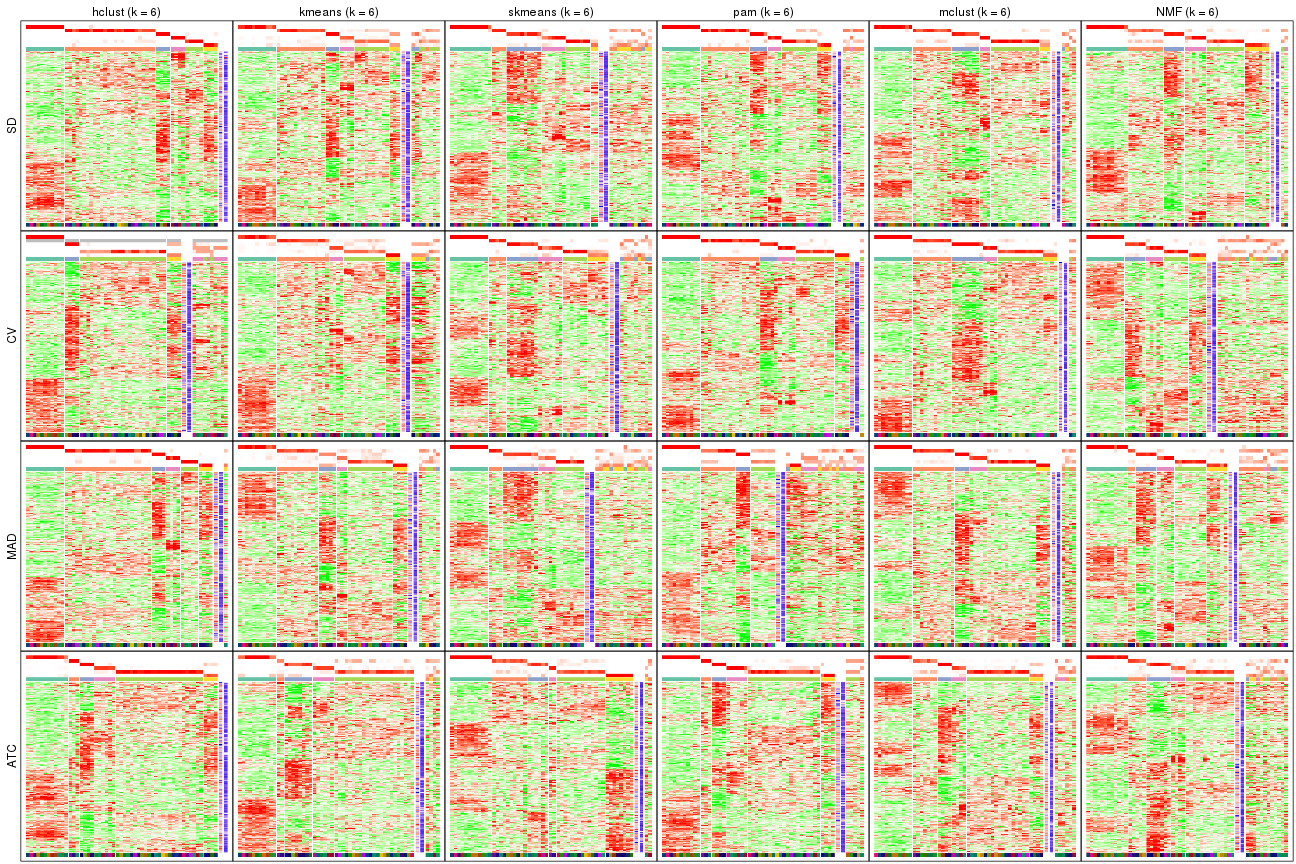 hclust (k = 6)
kmeans (k = 6)
skmeans (k = 6)
pam (k = 6)
mclust (k = 6)
NMF (k = 6)
SD
CV
MAD
ATC